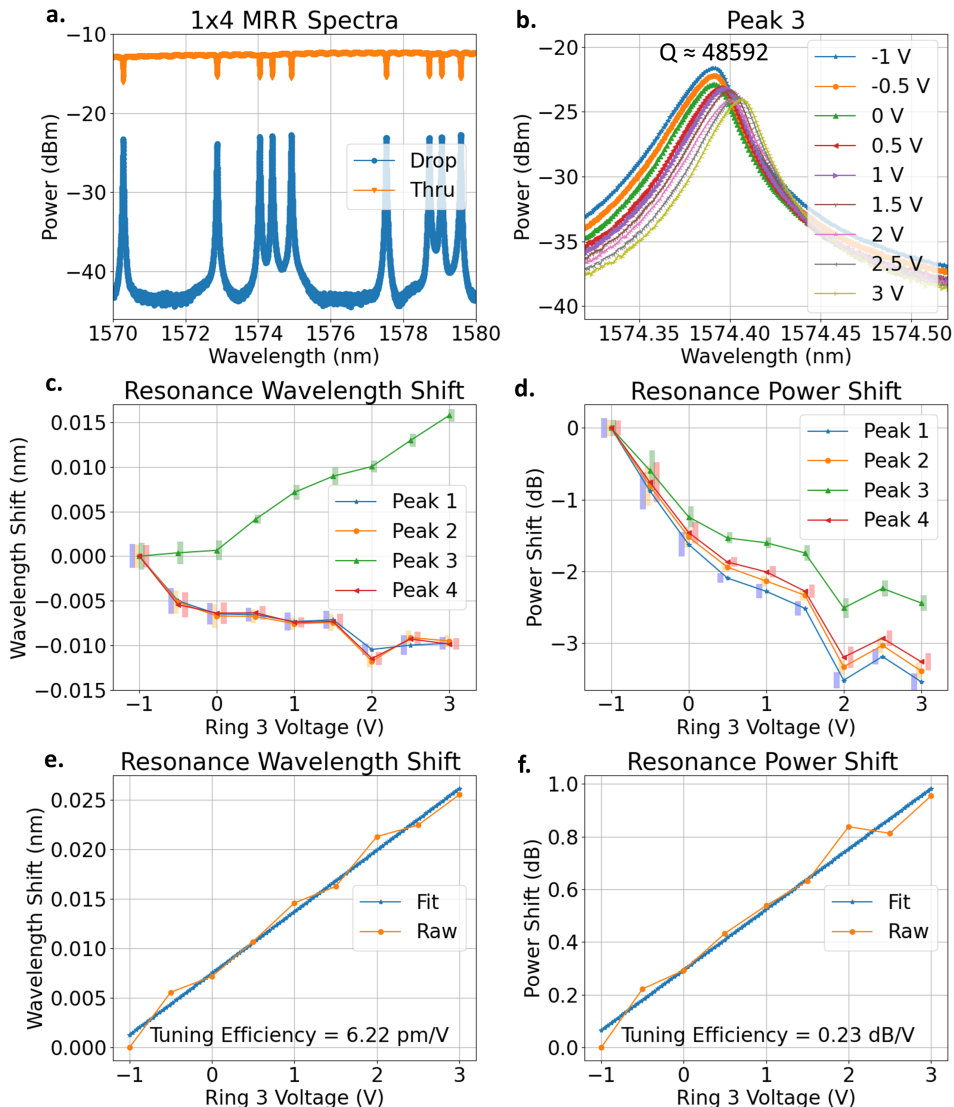 a.
1x4 MRR Spectra
−10
−20
−30
−40
Power (dBm)
Drop
Thru
1570
1572
1574
1576
1578
1580
Wavelength (nm)
b.
Peak 3
Q ≈ 48592
−20
−25
−30
−35
−40
Power (dBm)
-1 V
-0.5 V
0 V
0.5 V
1 V
1.5 V
2 V
2.5 V
3 V
1574.35
1574.40
1574.45
1574.50
Wavelength (nm)
c.
Resonance Wavelength Shift
0.015
0.010
0.005
0.000
−0.005
−0.010
−0.015
Wavelength Shift (nm)
Peak 1
Peak 2
Peak 3
Peak 4
−1
0
1
2
3
Ring 3 Voltage (V)
d.
Resonance Power Shift
0
−1
−2
−3
Power Shift (dB)
Peak 1
Peak 2
Peak 3
Peak 4
−1
0
1
2
3
Ring 3 Voltage (V)
e.
Resonance Wavelength Shift
0.025
0.020
0.015
0.010
0.005
0.000
Wavelength Shift (nm)
Fit
Raw
Tuning Efficiency = 6.22 pm/V
−1
0
1
2
3
Ring 3 Voltage (V)
f.
Resonance Power Shift
1.0
0.8
0.6
0.4
0.2
0.0
Power Shift (dB)
Fit
Raw
Tuning Efficiency = 0.23 dB/V
−1
0
1
2
3
Ring 3 Voltage (V)